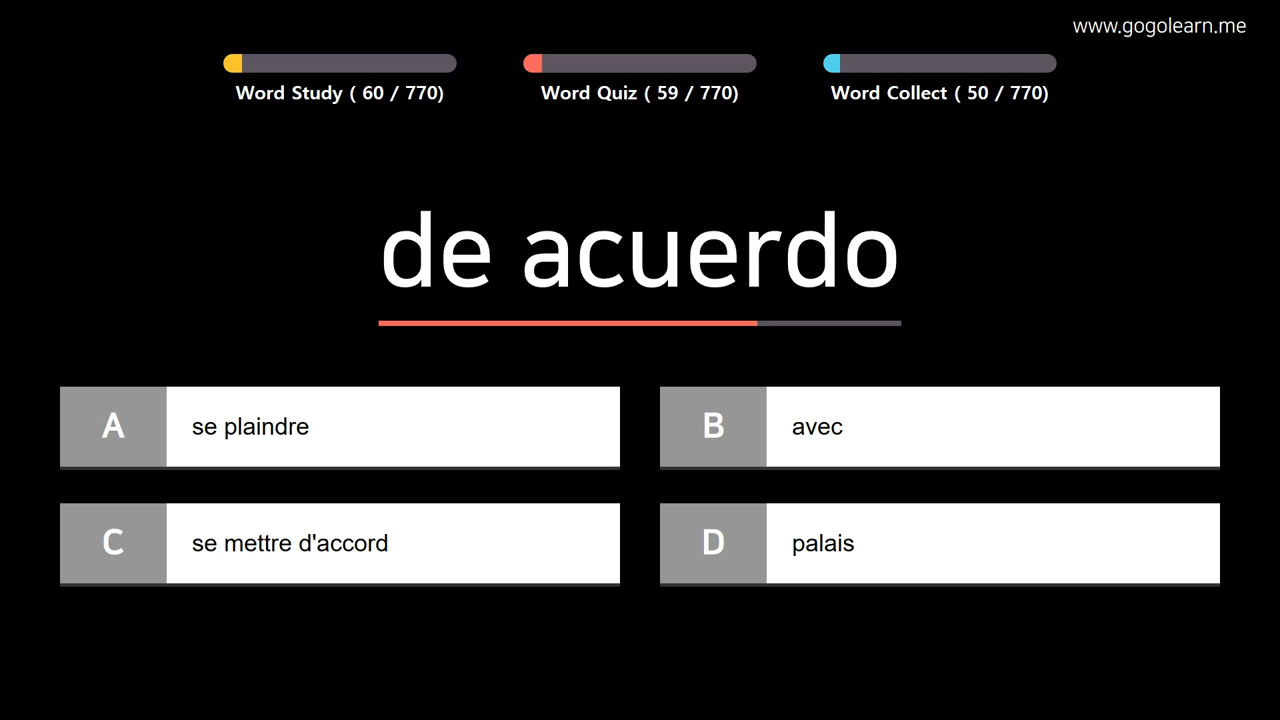 www.gogolearn.me
Word Study ( 60 / 770)
Word Quiz ( 59 / 770)
Word Collect ( 50 / 770)
de acuerdo
A
se plaindre
B
avec
C
se mettre d'accord
D
palais